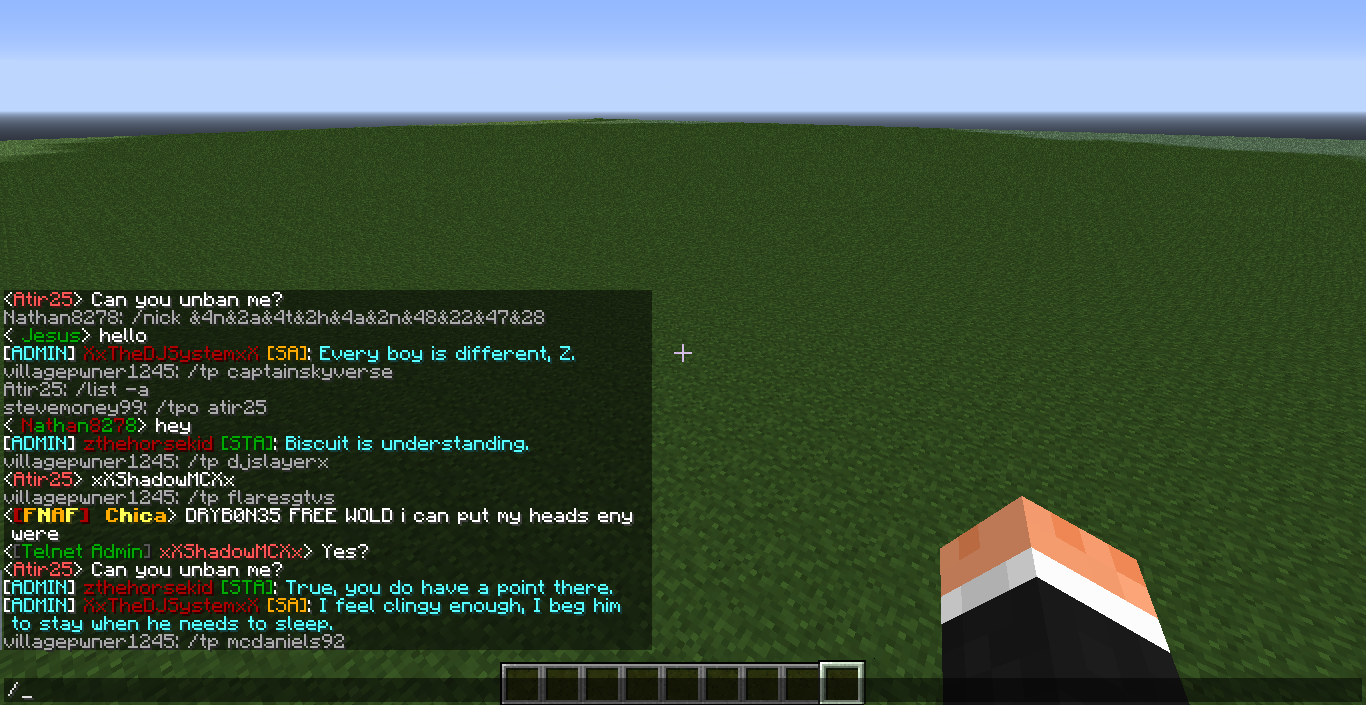 <Atir25> Can you unban me?
Nathan8278: /nick &4n&2a&4t&2h&4a&2n&48&22&47&28
< Jesus> hello
[ADMIN] XxTheDJSystemxX [SA]: Every boy is different, Z.
villagepwner1245: /tp captainskyverse
Atir25: /list -a
stevemoney99: /tpo atir25
< Nathan8278> hey
[ADMIN] zthehorsekid [STA]: Biscuit is understanding.
villagepwner1245: /tp djslayerx
<Atir25> xXShadowMCXx
villagepwner1245: /tp flaresgtvs
<[FNAF] Chica> DRYB0N35 FREE WOLD i can put my heads eny
were
<[Telnet Admin] xXShadowMCXx> Yes?
<Atir25> Can you unban me?
[ADMIN] zthehorsekid [STA]: True, you do have a point there.
[ADMIN] XxTheDJSystemxX [SA]: I feel clingy enough, I beg him
to stay when he needs to sleep.
villagepwner1245: /tp mcdaniels92
/_